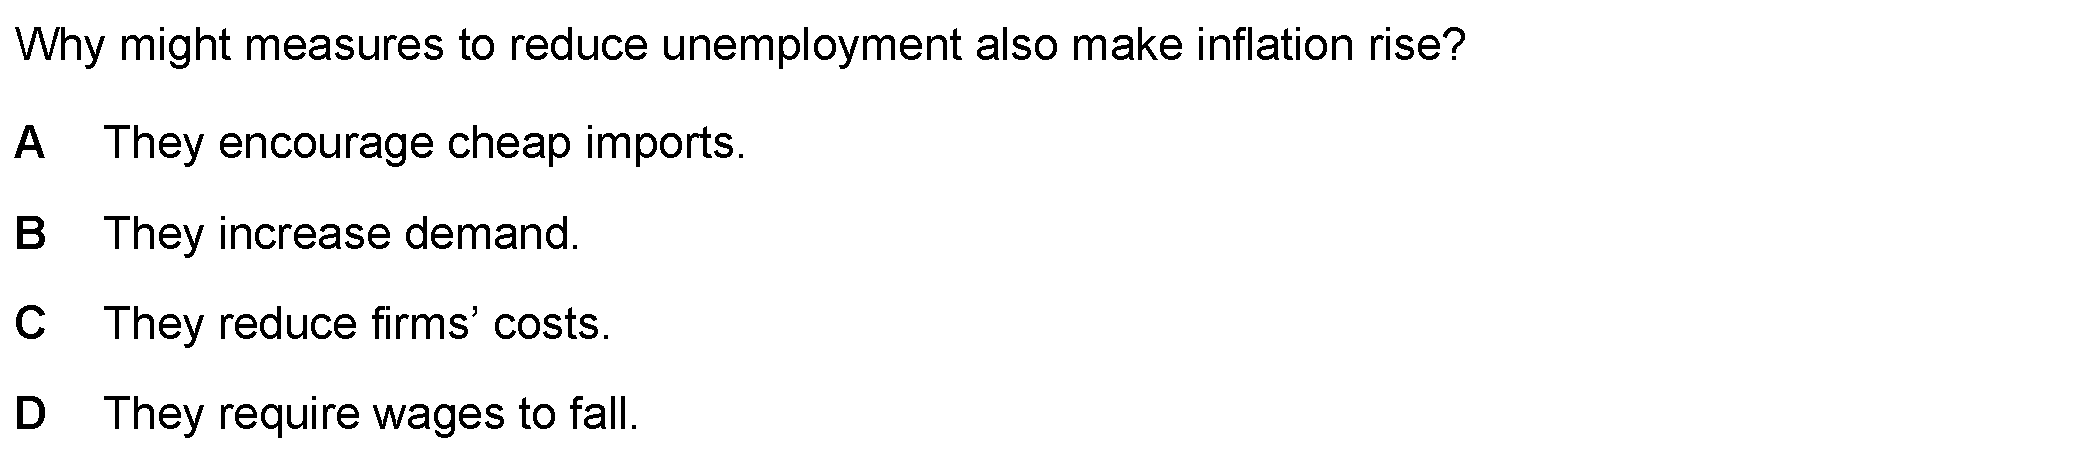 Why might measures to reduce unemployment also make inflation rise?
A They encourage cheap imports.
B They increase demand.
C They reduce firms’ costs.
D They require wages to fall.